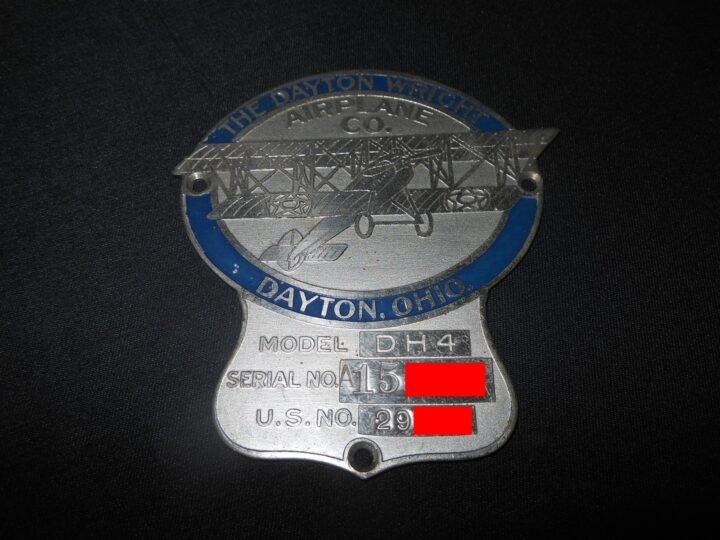 THE DAYTON WRIGHT
AIRPLANE
CO.
DAYTON, OHIO.
MODEL DH4
SERIAL NO. A15
U.S. NO. 29